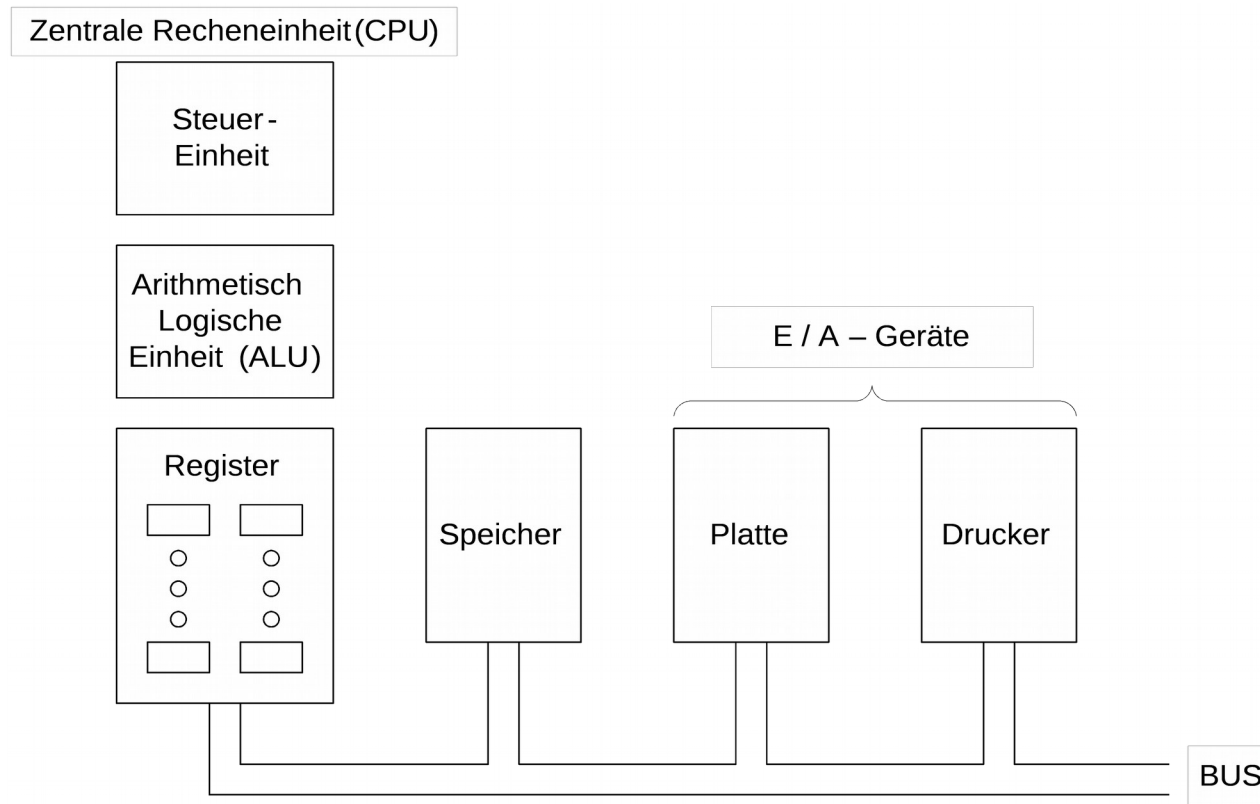 Zentrale Recheneinheit (CPU)
Steuer-
Einheit
Arithmetisch
Logische
Einheit (ALU)
E / A – Geräte
Register
Speicher
Platte
Drucker
BUS